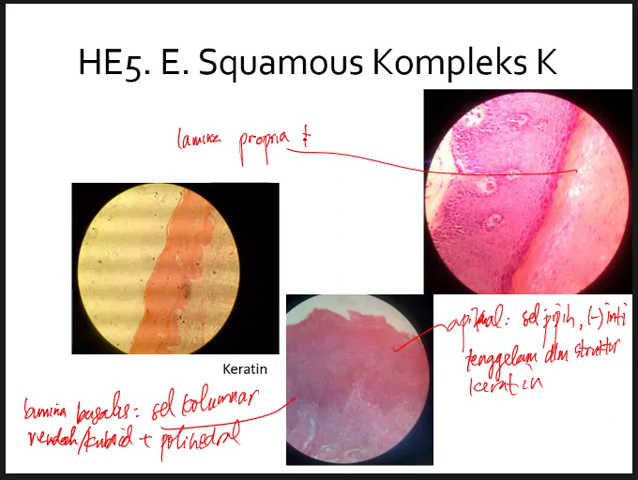 HE5. E. Squamous Kompleks K
lamina propria
Keratin
apikal: sel pipih, (-) inti
tenggelam dlm struktur
keratin
lamina basalis: sel kolumnar
rendah/kuboid + polihedral